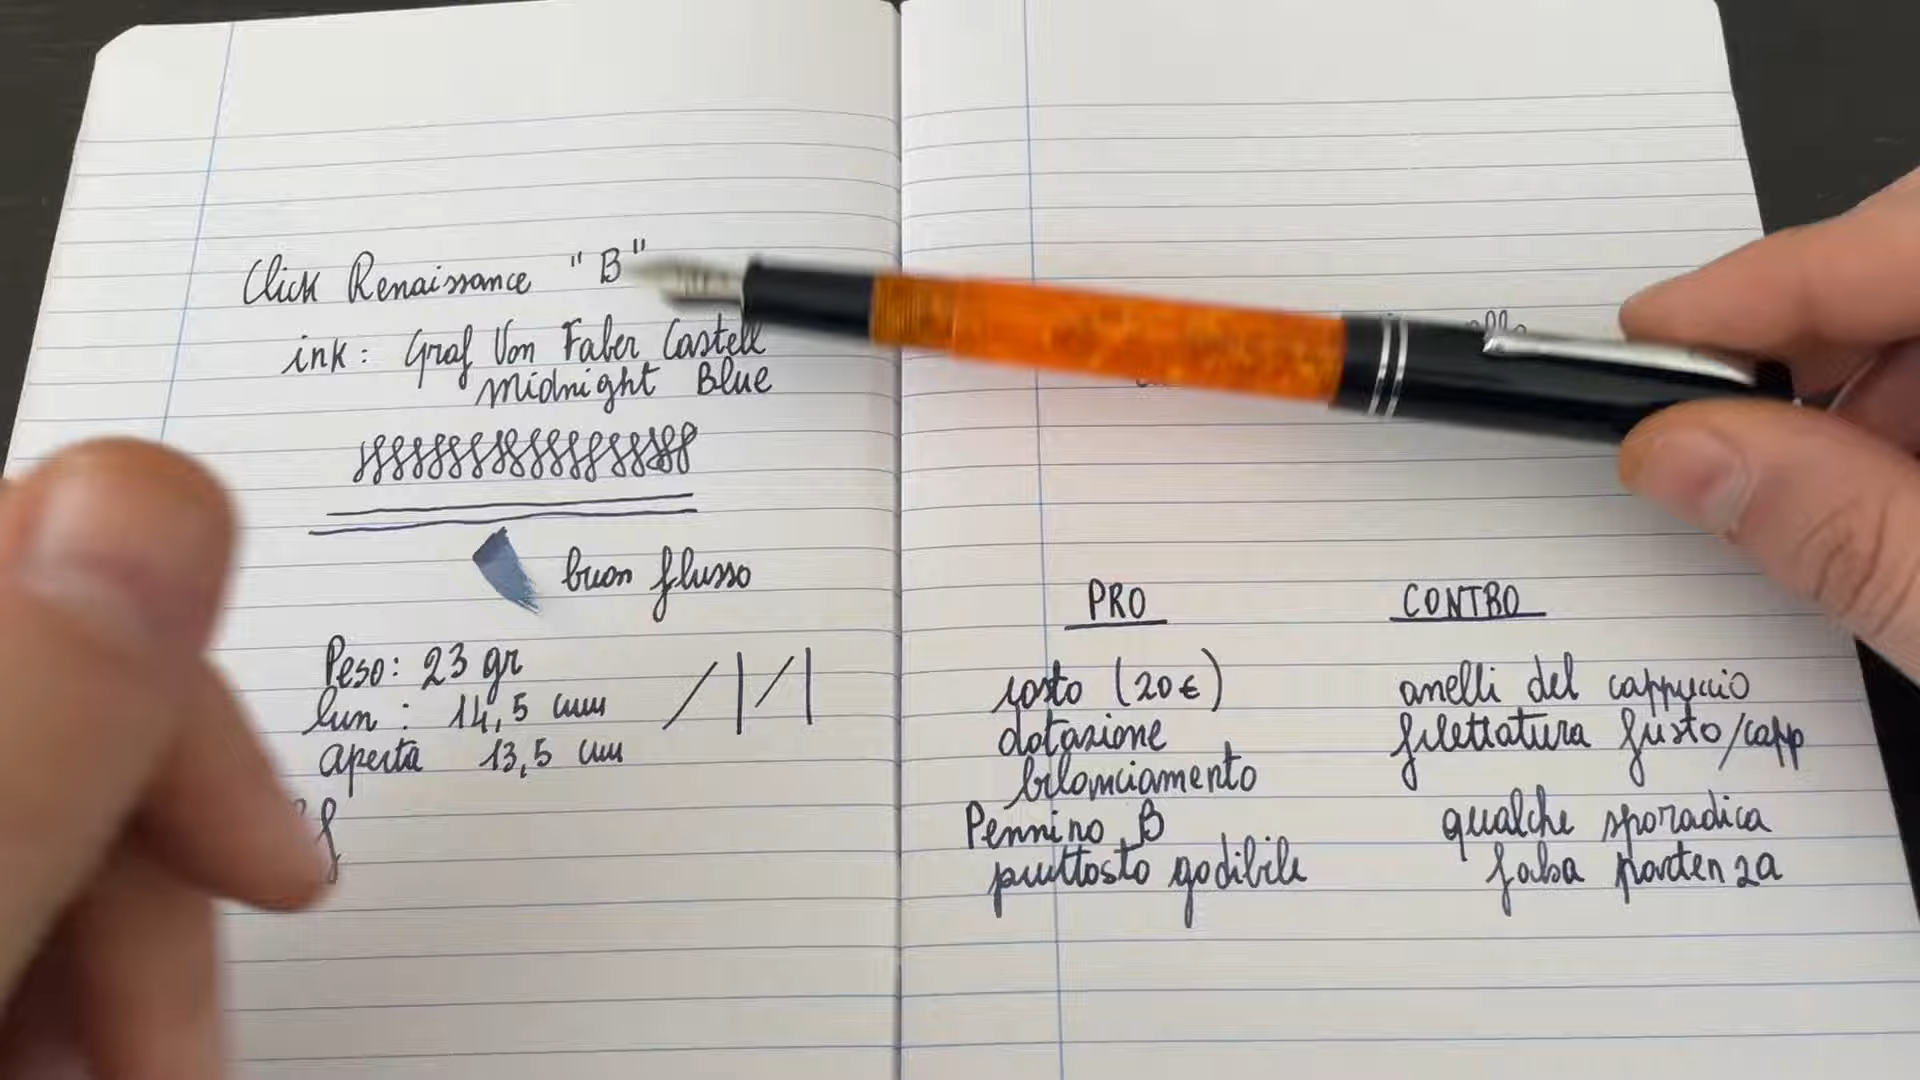 Click Renaissance "B"
ink: Graf Von Faber Castell
Midnight Blue
buon flusso
Peso: 23 gr
lun: 14,5 cm
aperta 13,5 cm
PRO
costo (20€)
dotazione
bilanciamento
Pennino B
piuttosto godibile
CONTRO
anelli del cappuccio
filettatura fusto/capp
qualche sporadica
falsa partenza